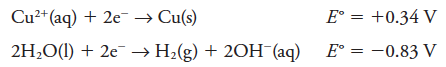 Cu²⁺(aq) + 2e⁻ → Cu(s) E° = +0.34 V
2H₂O(l) + 2e⁻ → H₂(g) + 2OH⁻(aq) E° = −0.83 V